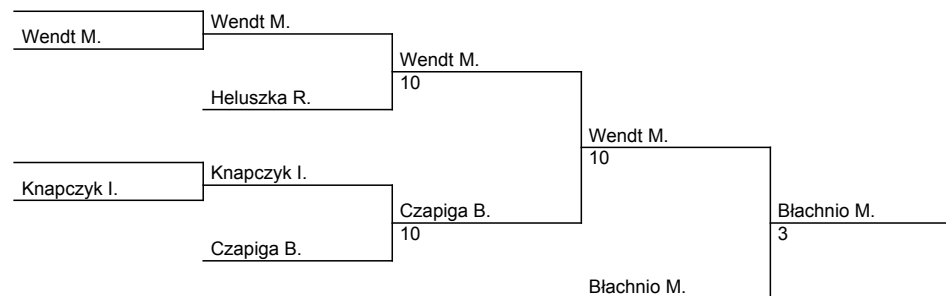 Wendt M.
Wendt M.
Wendt M.
10
Heluszka R.
Wendt M.
10
Knapczyk I.
Knapczyk I.
Czapiga B.
10
Czapiga B.
Błachnio M.
3
Błachnio M.